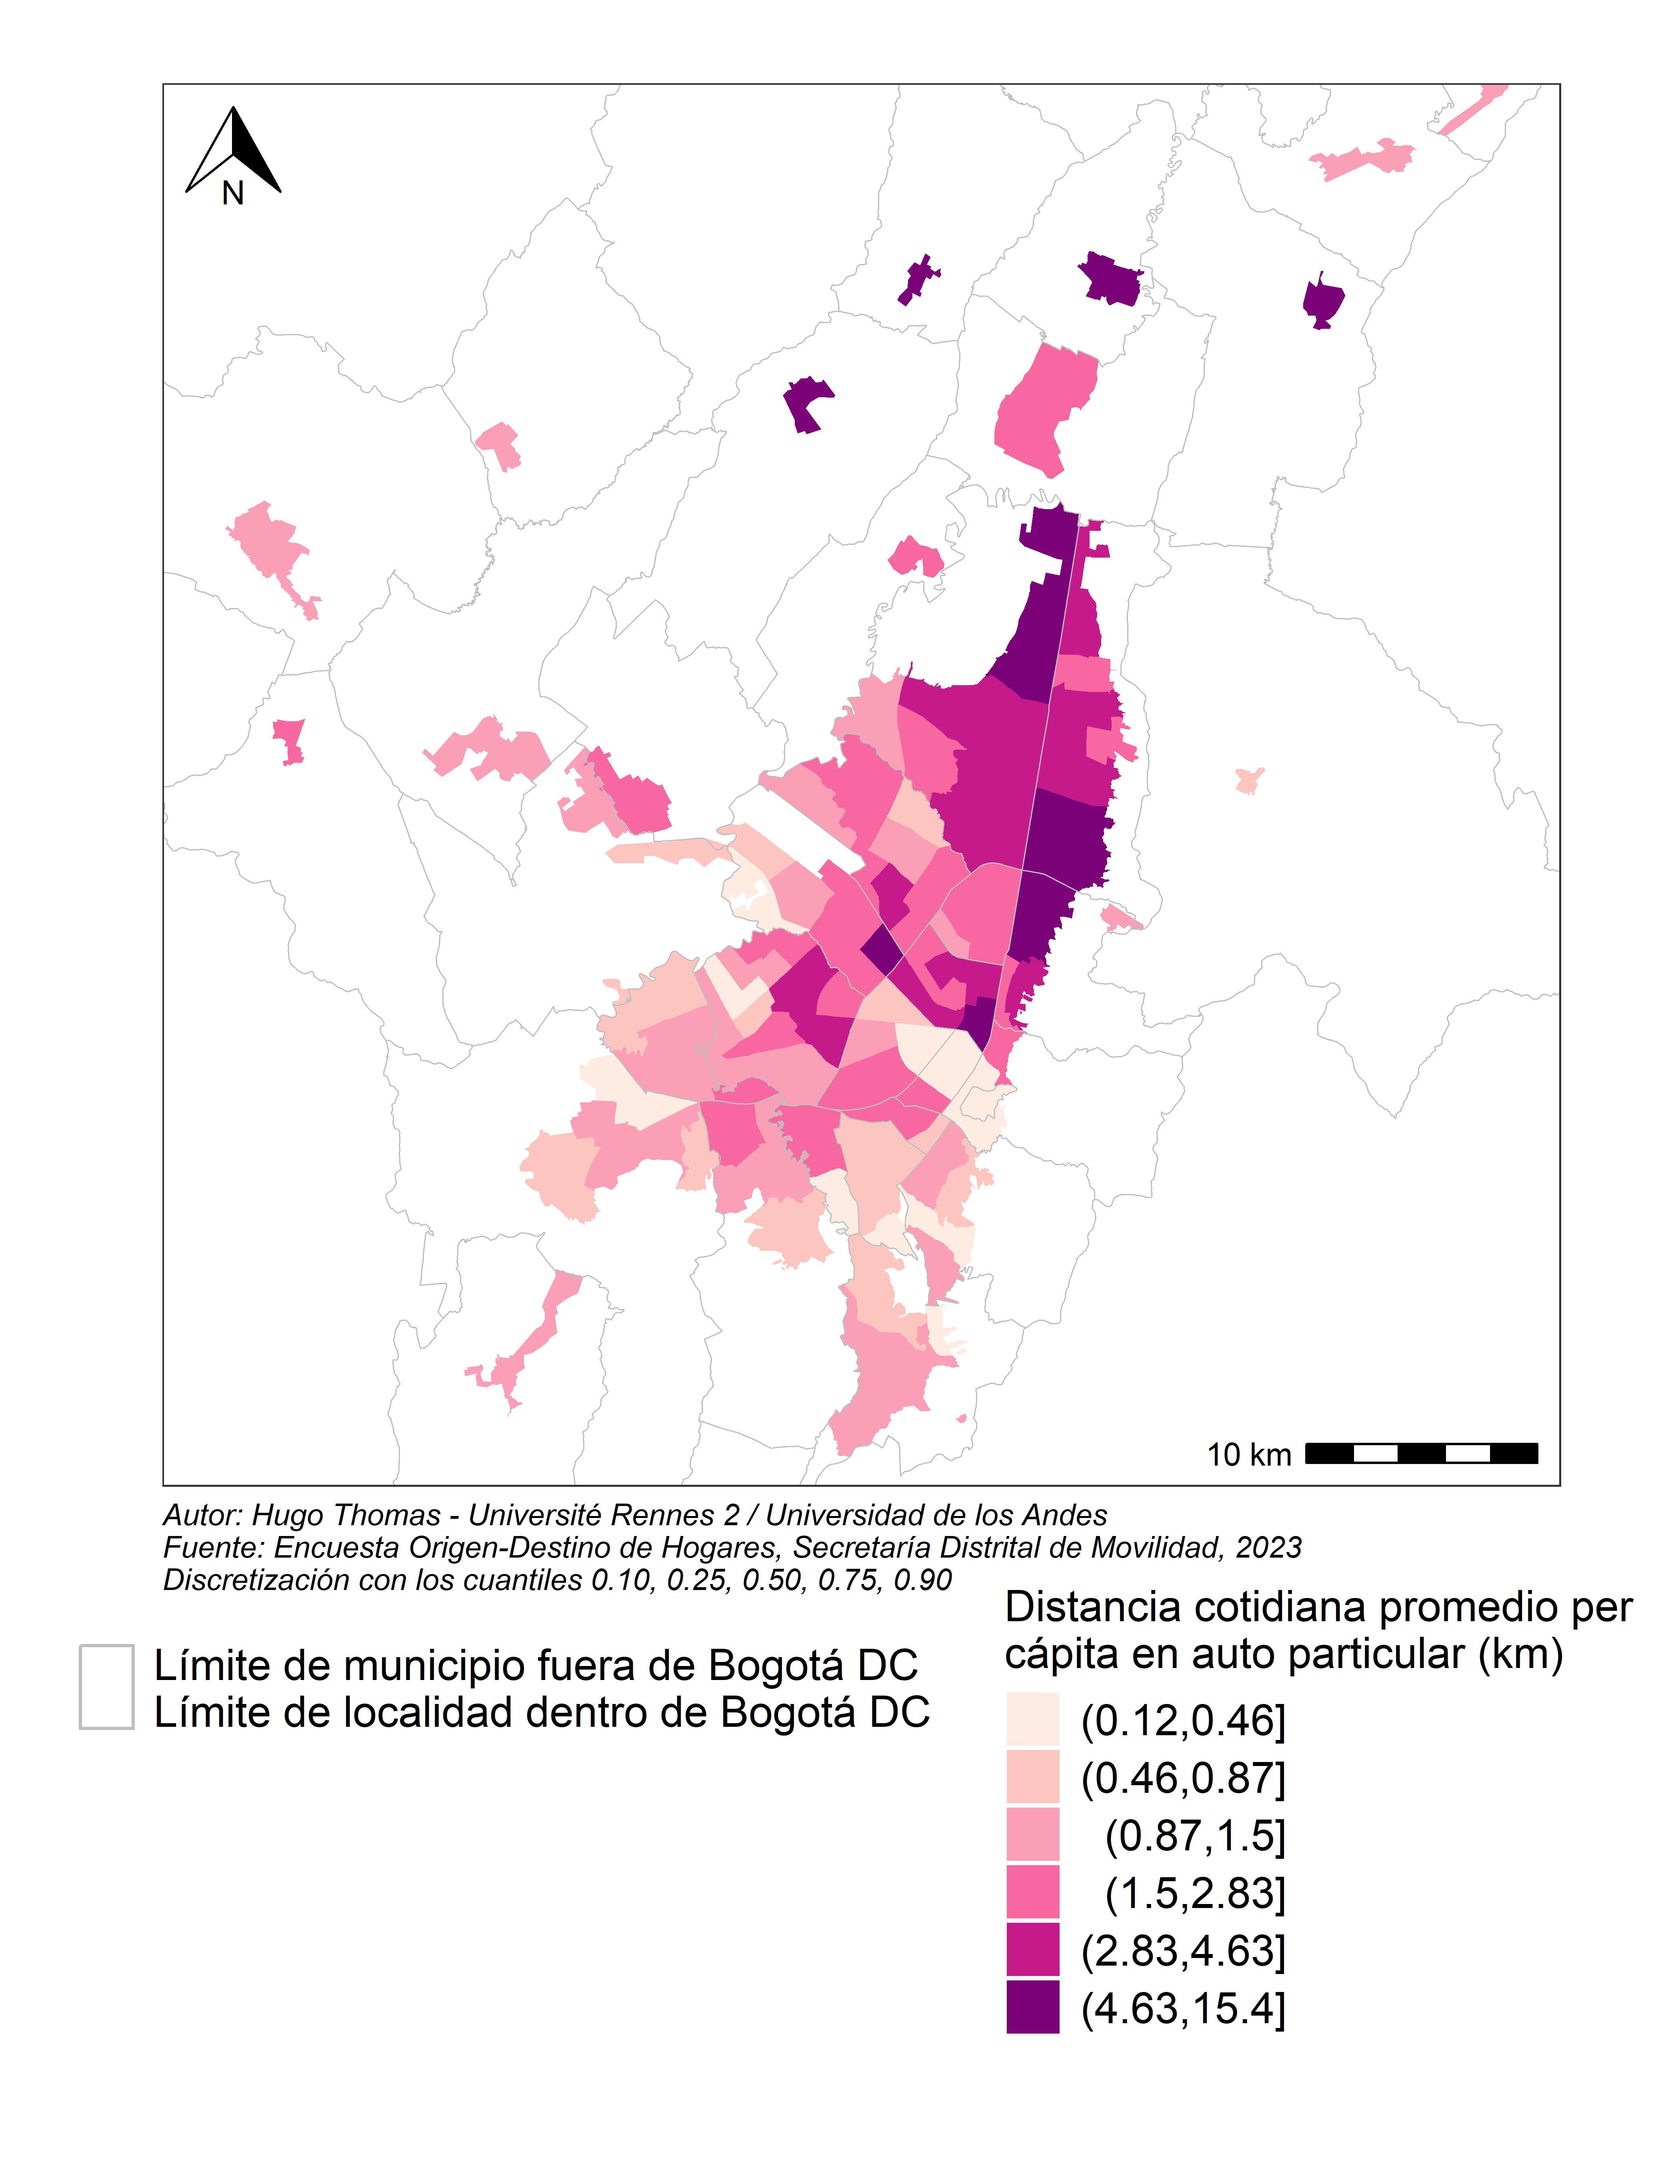 N
10 km
Autor: Hugo Thomas - Université Rennes 2 / Universidad de los Andes
Fuente: Encuesta Origen-Destino de Hogares, Secretaría Distrital de Movilidad, 2023
Discretización con los cuantiles 0.10, 0.25, 0.50, 0.75, 0.90
Límite de municipio fuera de Bogotá DC
Límite de localidad dentro de Bogotá DC
Distancia cotidiana promedio per
cápita en auto particular (km)
(0.12,0.46]
(0.46,0.87]
(0.87,1.5]
(1.5,2.83]
(2.83,4.63]
(4.63,15.4]